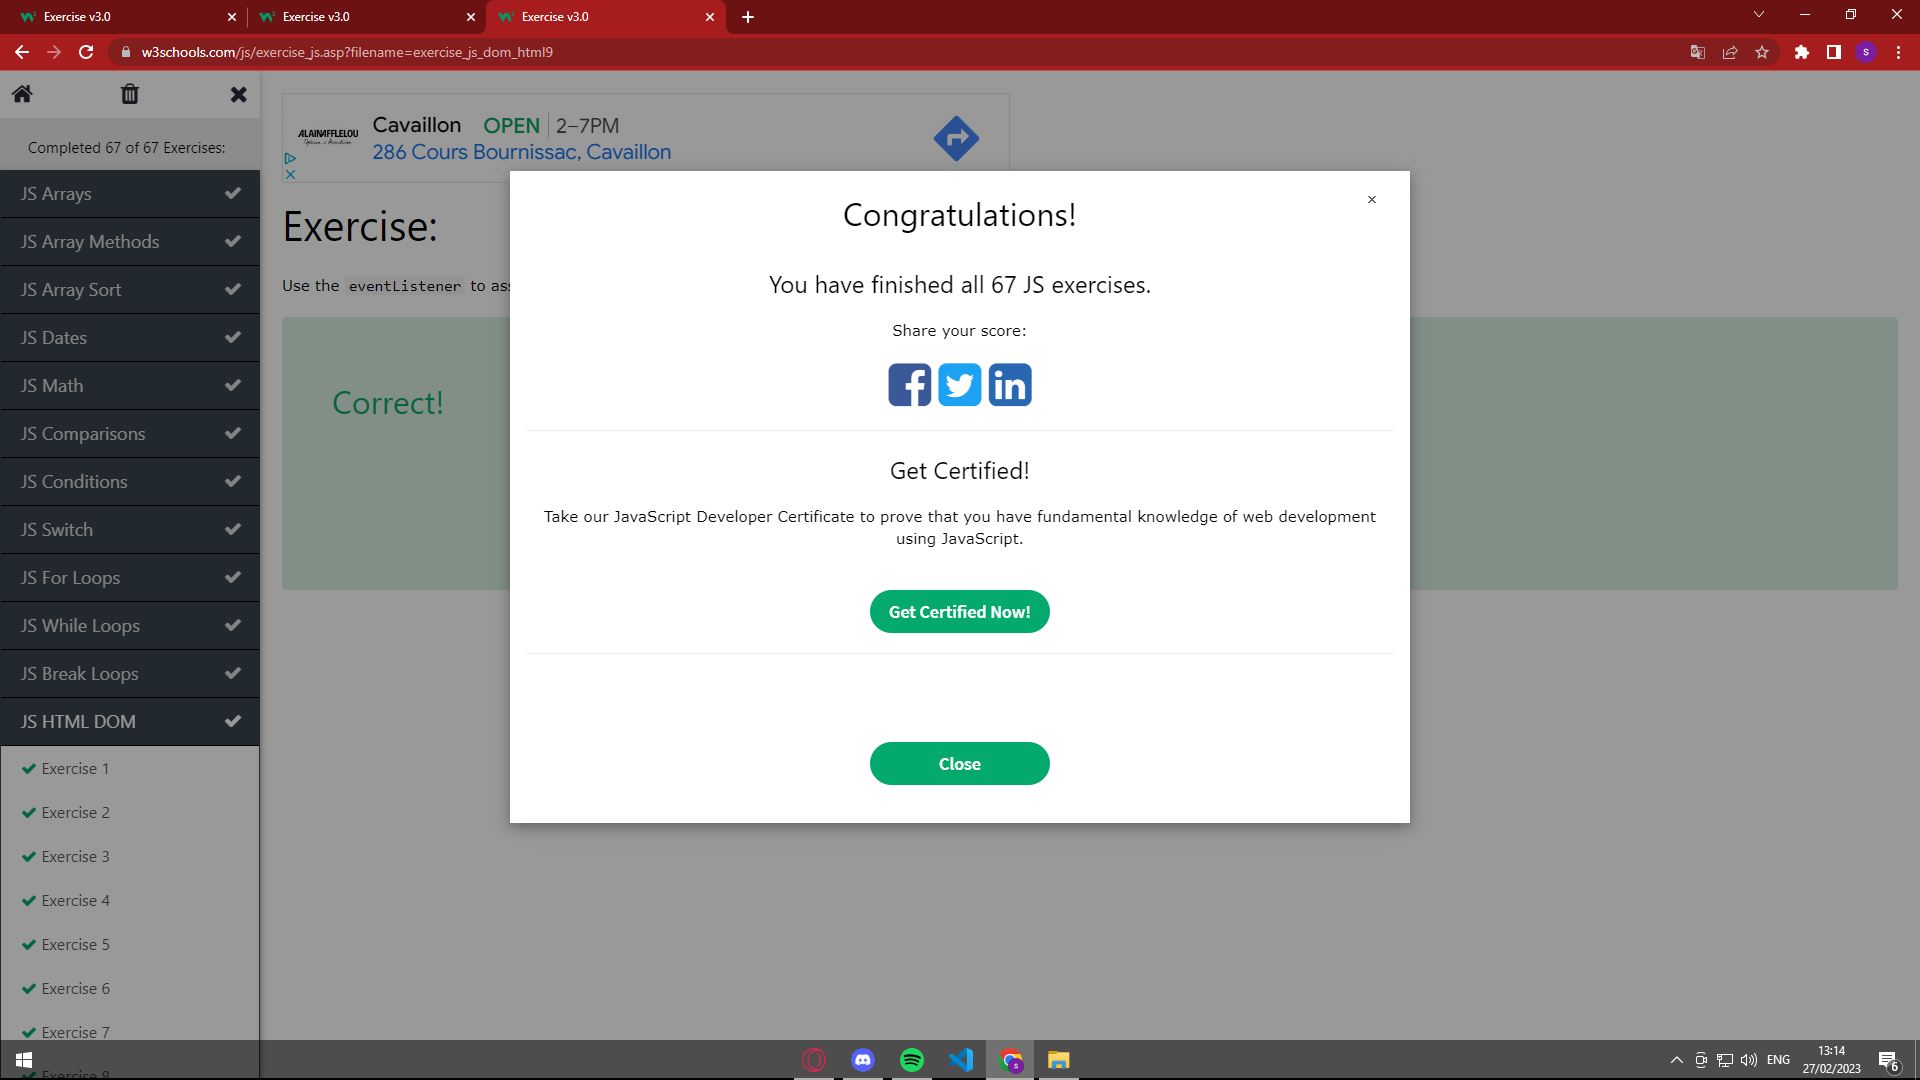 Exercise v3.0
Exercise v3.0
Exercise v3.0
w3schools.com/js/exercise_js.asp?filename=exercise_js_dom_html9
S
Completed 67 of 67 Exercises:
JS Arrays
JS Array Methods
JS Array Sort
JS Dates
JS Math
JS Comparisons
JS Conditions
JS Switch
JS For Loops
JS While Loops
JS Break Loops
JS HTML DOM
Exercise 1
Exercise 2
Exercise 3
Exercise 4
Exercise 5
Exercise 6
Exercise 7
Exercise 8
ALAIN AFFLELOU
Cavaillon OPEN 2–7PM
286 Cours Bournissac, Cavaillon
Exercise:
Use the eventListener to ass
Correct!
×
Congratulations!
You have finished all 67 JS exercises.
Share your score:
Get Certified!
Take our JavaScript Developer Certificate to prove that you have fundamental knowledge of web development
using JavaScript.
Get Certified Now!
Close
ENG
13:14
27/02/2023
6